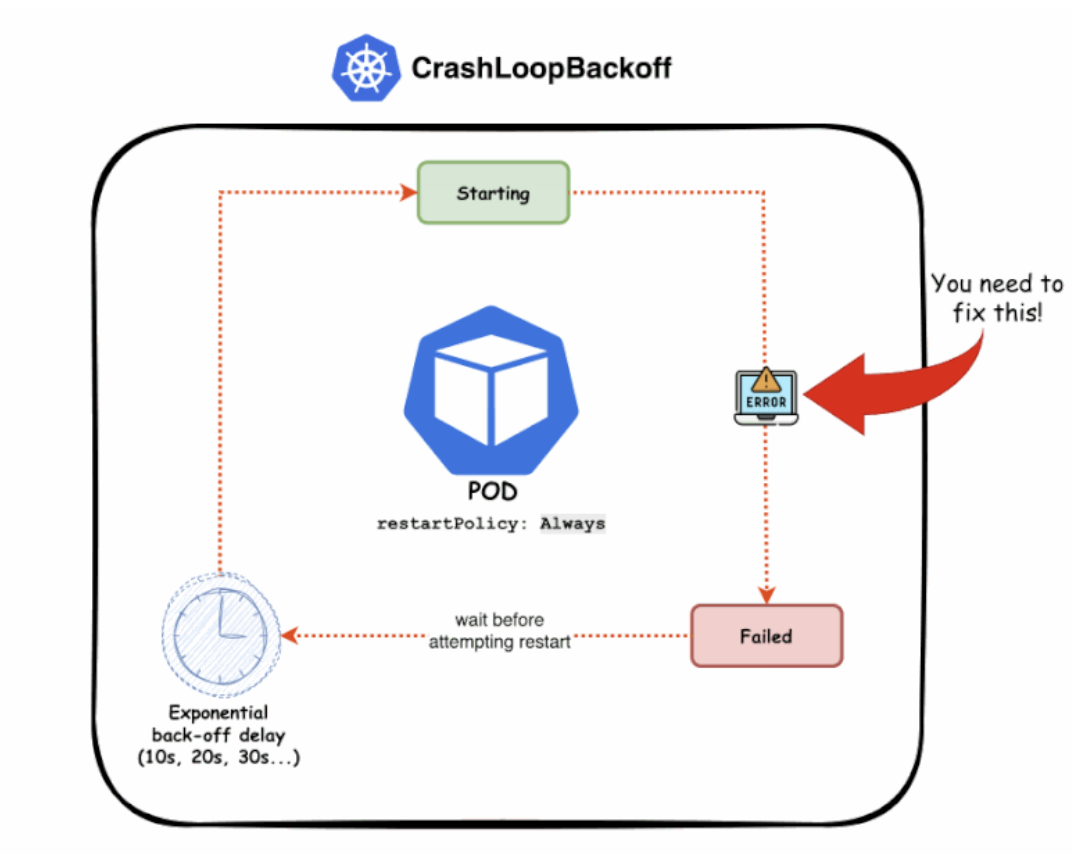 CrashLoopBackoff
Starting
You need to
fix this!
ERROR
POD
restartPolicy: Always
wait before
attempting restart
Failed
Exponential
back-off delay
(10s, 20s, 30s...)